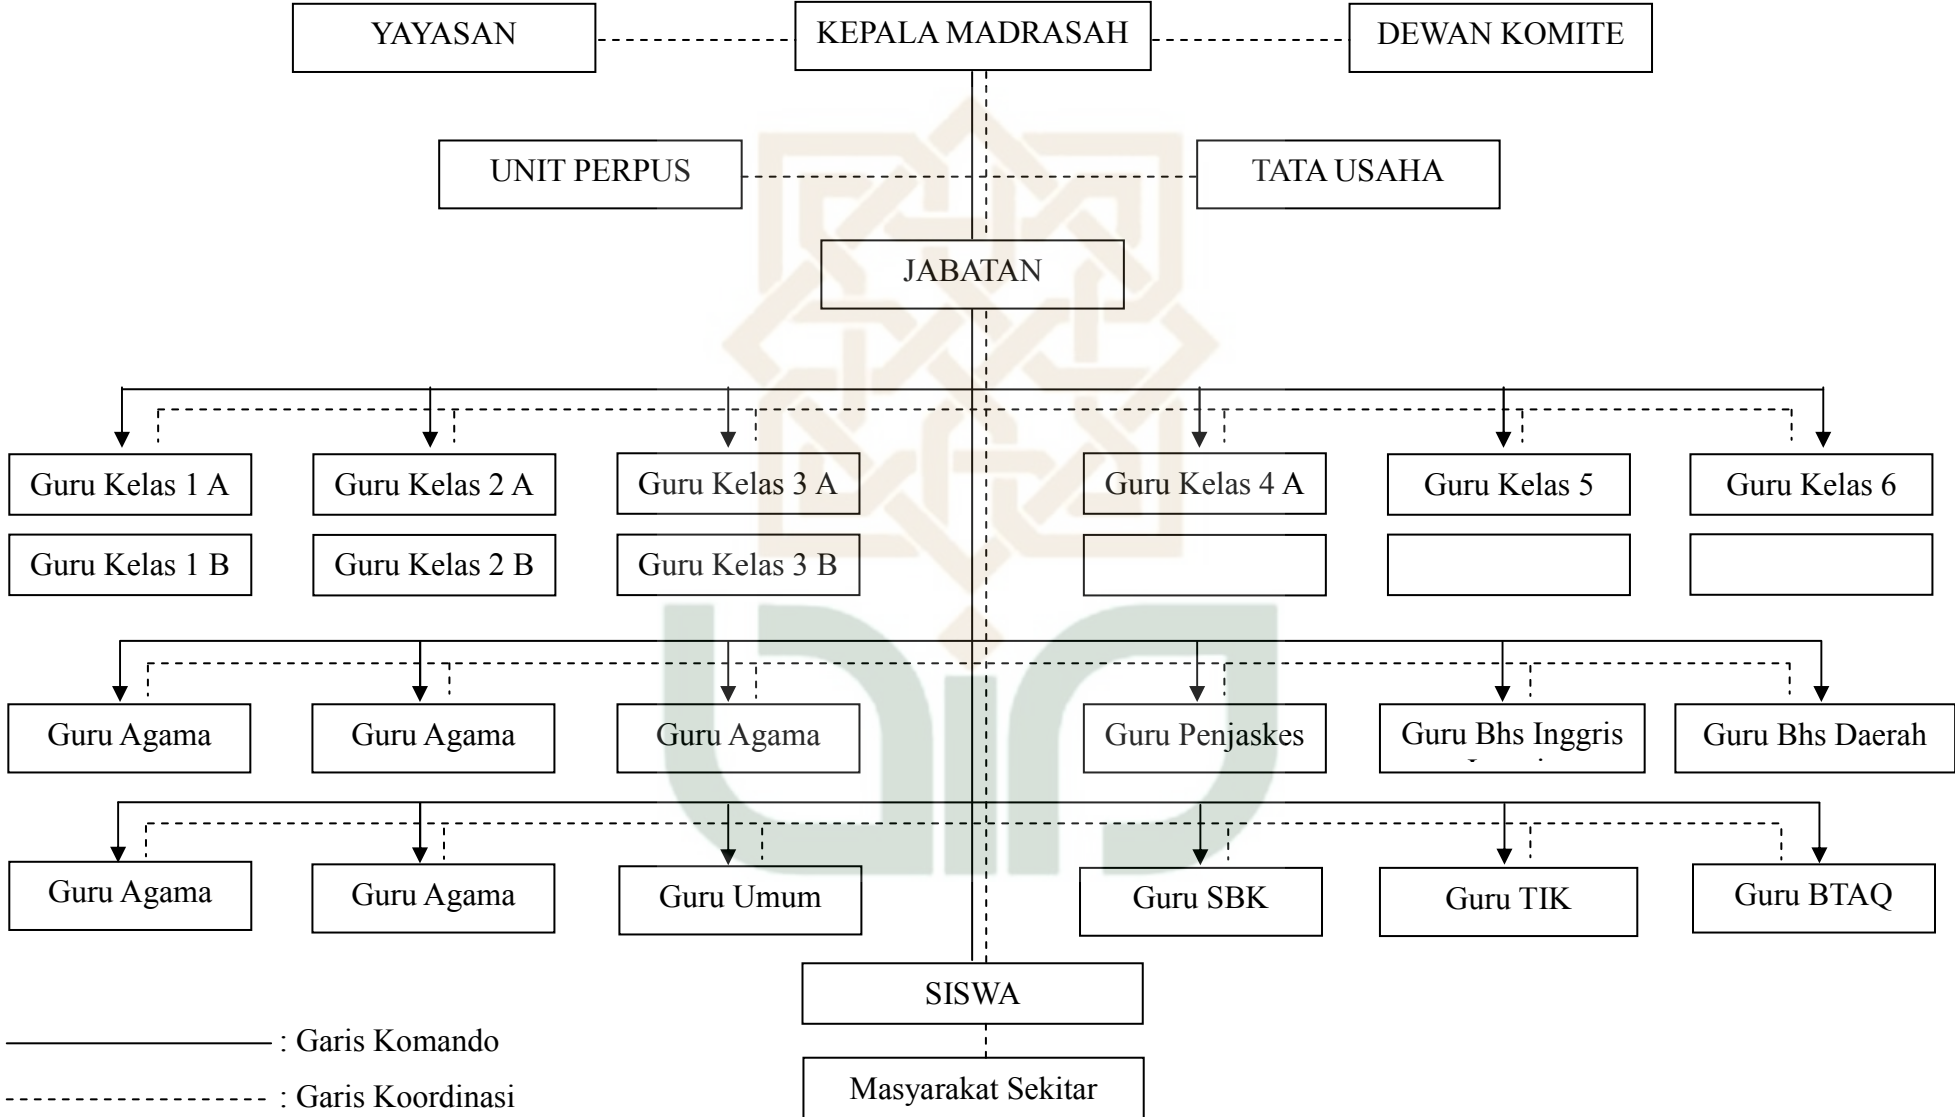 YAYASAN
KEPALA MADRASAH
DEWAN KOMITE
UNIT PERPUS
TATA USAHA
JABATAN
Guru Kelas 1 A
Guru Kelas 2 A
Guru Kelas 3 A
Guru Kelas 4 A
Guru Kelas 5
Guru Kelas 6
Guru Kelas 1 B
Guru Kelas 2 B
Guru Kelas 3 B
Guru Agama
Guru Agama
Guru Agama
Guru Penjaskes
Guru Bhs Inggris
Guru Bhs Daerah
Guru Agama
Guru Agama
Guru Umum
Guru SBK
Guru TIK
Guru BTAQ
SISWA
: Garis Komando
Masyarakat Sekitar
: Garis Koordinasi